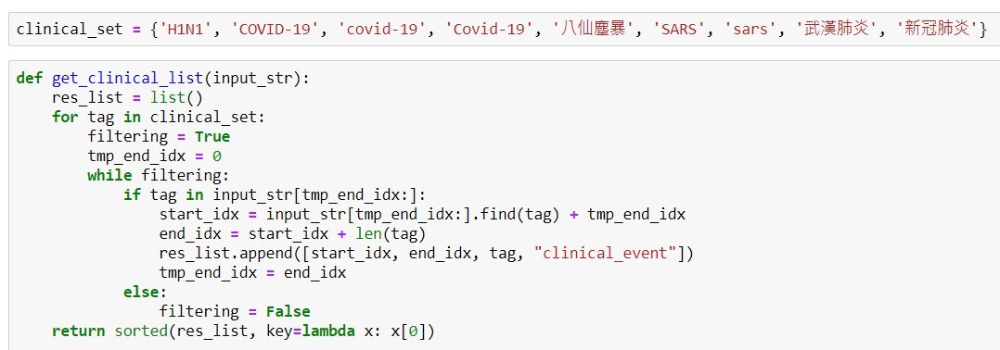 clinical_set = {'H1N1', 'COVID-19', 'covid-19', 'Covid-19', '八仙塵暴', 'SARS', 'sars', '武漢肺炎', '新冠肺炎'}
def get_clinical_list(input_str):
    res_list = list()
    for tag in clinical_set:
        filtering = True
        tmp_end_idx = 0
        while filtering:
            if tag in input_str[tmp_end_idx:]:
                start_idx = input_str[tmp_end_idx:].find(tag) + tmp_end_idx
                end_idx = start_idx + len(tag)
                res_list.append([start_idx, end_idx, tag, "clinical_event"])
                tmp_end_idx = end_idx
            else:
                filtering = False
    return sorted(res_list, key=lambda x: x[0])